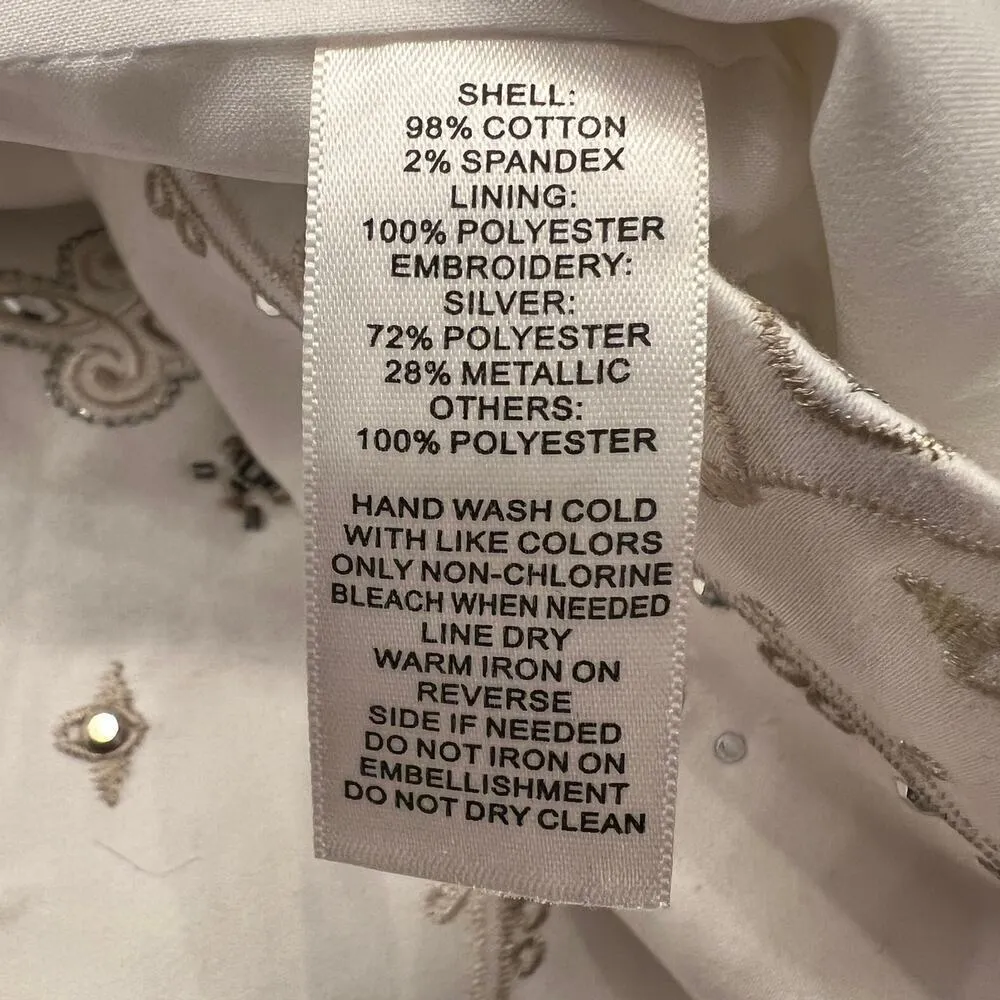 SHELL:
98% COTTON
2% SPANDEX
LINING:
100% POLYESTER
EMBROIDERY:
SILVER:
72% POLYESTER
28% METALLIC
OTHERS:
100% POLYESTER
HAND WASH COLD
WITH LIKE COLORS
ONLY NON-CHLORINE
BLEACH WHEN NEEDED
LINE DRY
WARM IRON ON
REVERSE
SIDE IF NEEDED
DO NOT IRON ON
EMBELLISHMENT
DO NOT DRY CLEAN